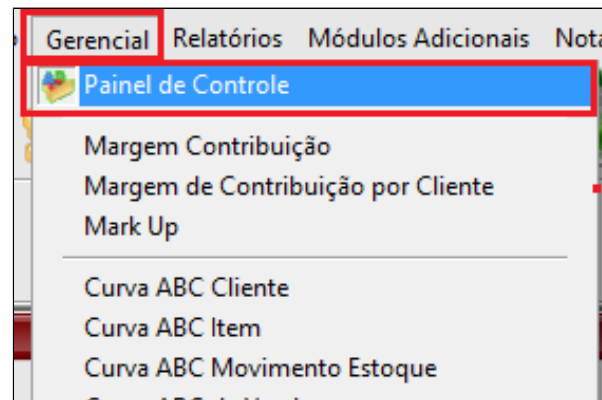 Gerencial Relatórios Módulos Adicionais
Painel de Controle
Margem Contribuição
Margem de Contribuição por Cliente
Mark Up
Curva ABC Cliente
Curva ABC Item
Curva ABC Movimento Estoque